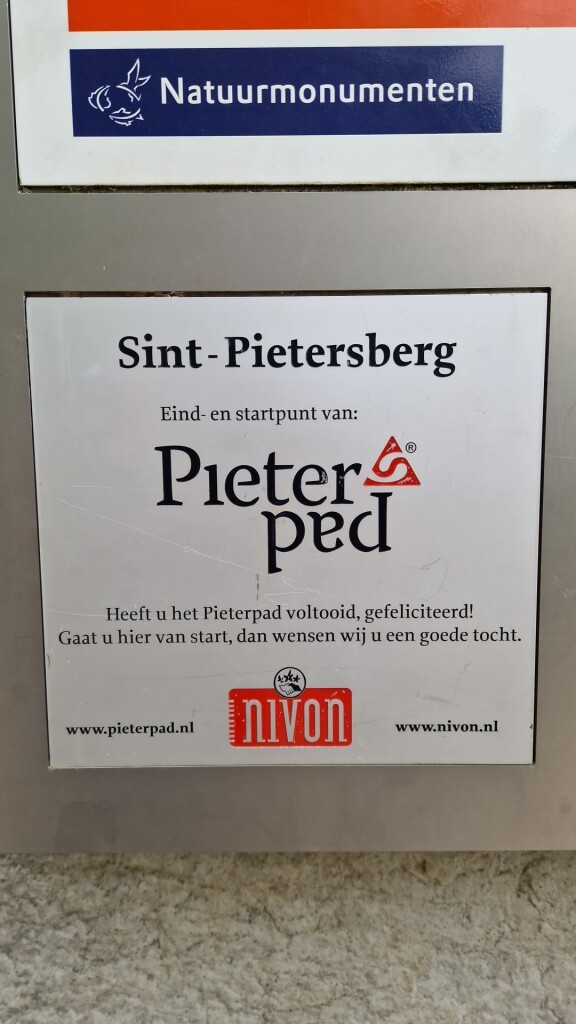 Natuurmonumenten
Sint-Pietersberg
Eind- en startpunt van:
Pieter®
pad
Heeft u het Pieterpad voltooid, gefeliciteerd!
Gaat u hier van start, dan wensen wij u een goede tocht.
nivon
www.pieterpad.nl
www.nivon.nl